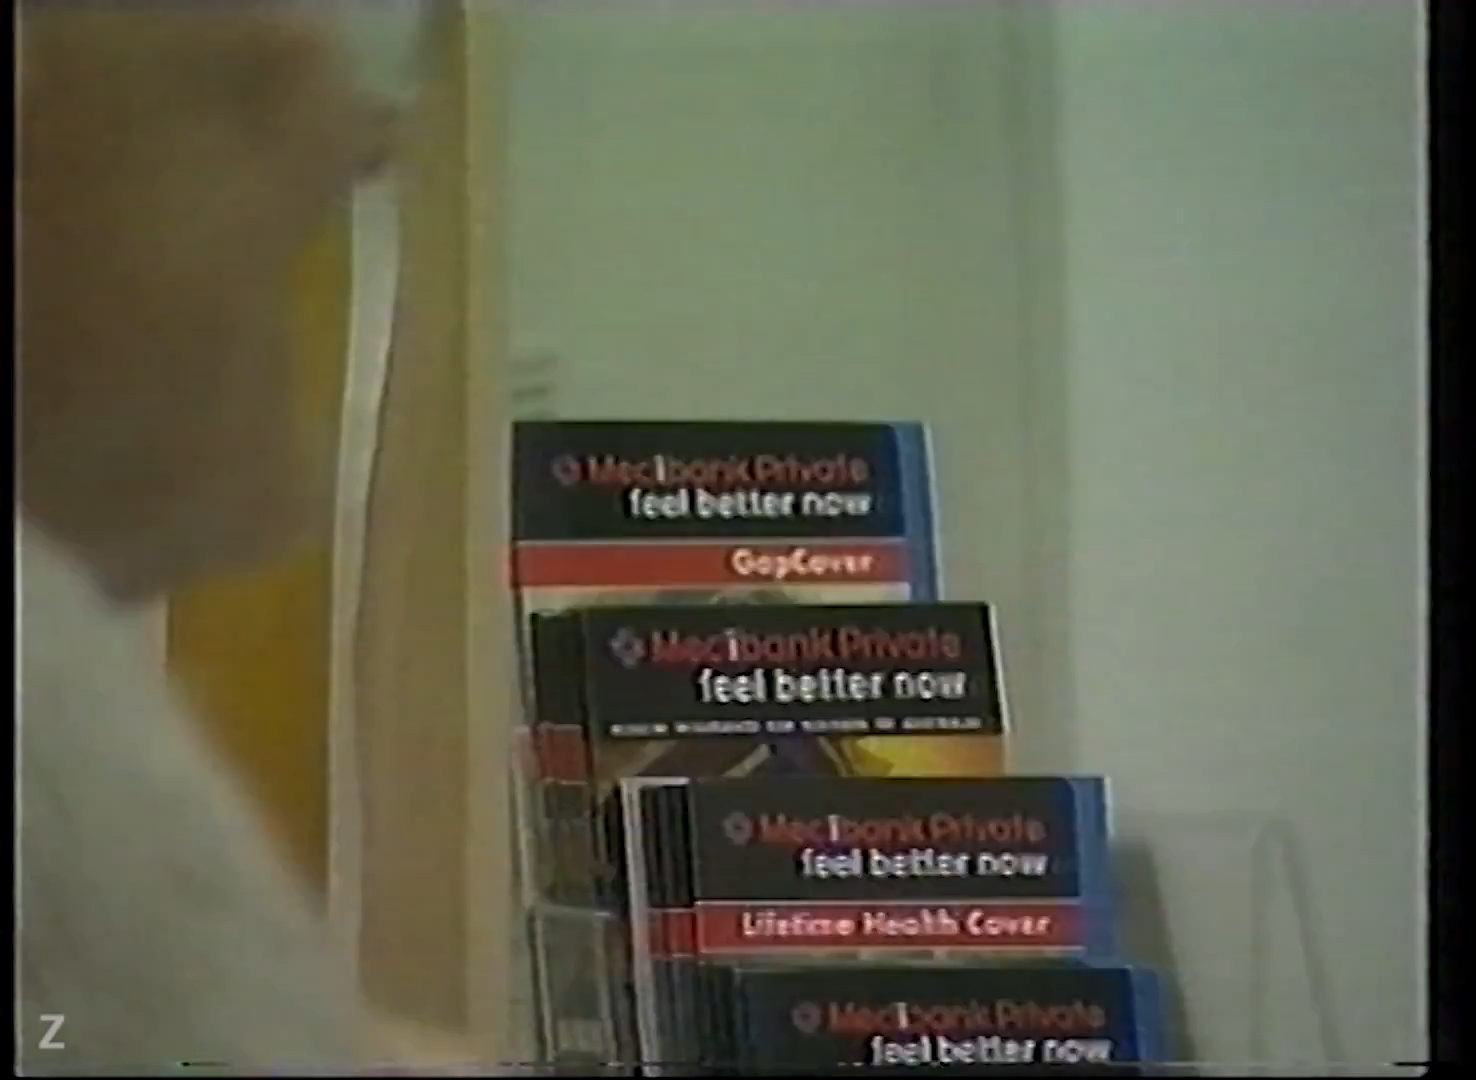 Medibank Private
feel better now
GapCover
Medibank Private
feel better now
Medibank Private
feel better now
Lifetime Health Cover
Medibank Private
feel better now
Z